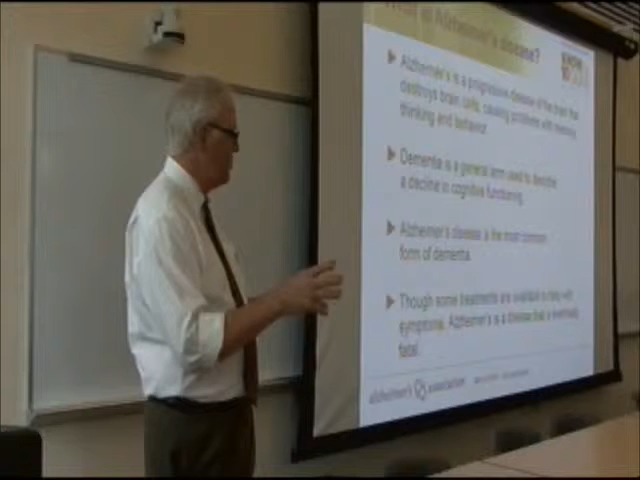 What is Alzheimer's disease?
Alzheimer's is a progressive disease of the brain that
destroys brain cells, causing problems with memory,
thinking and behavior.
Dementia is a general term used to describe
a decline in cognitive functioning.
Alzheimer's disease is the most common
form of dementia.
Though some treatments are available to help with
symptoms, Alzheimer's is a disease that is eventually
fatal.
alzheimer's association